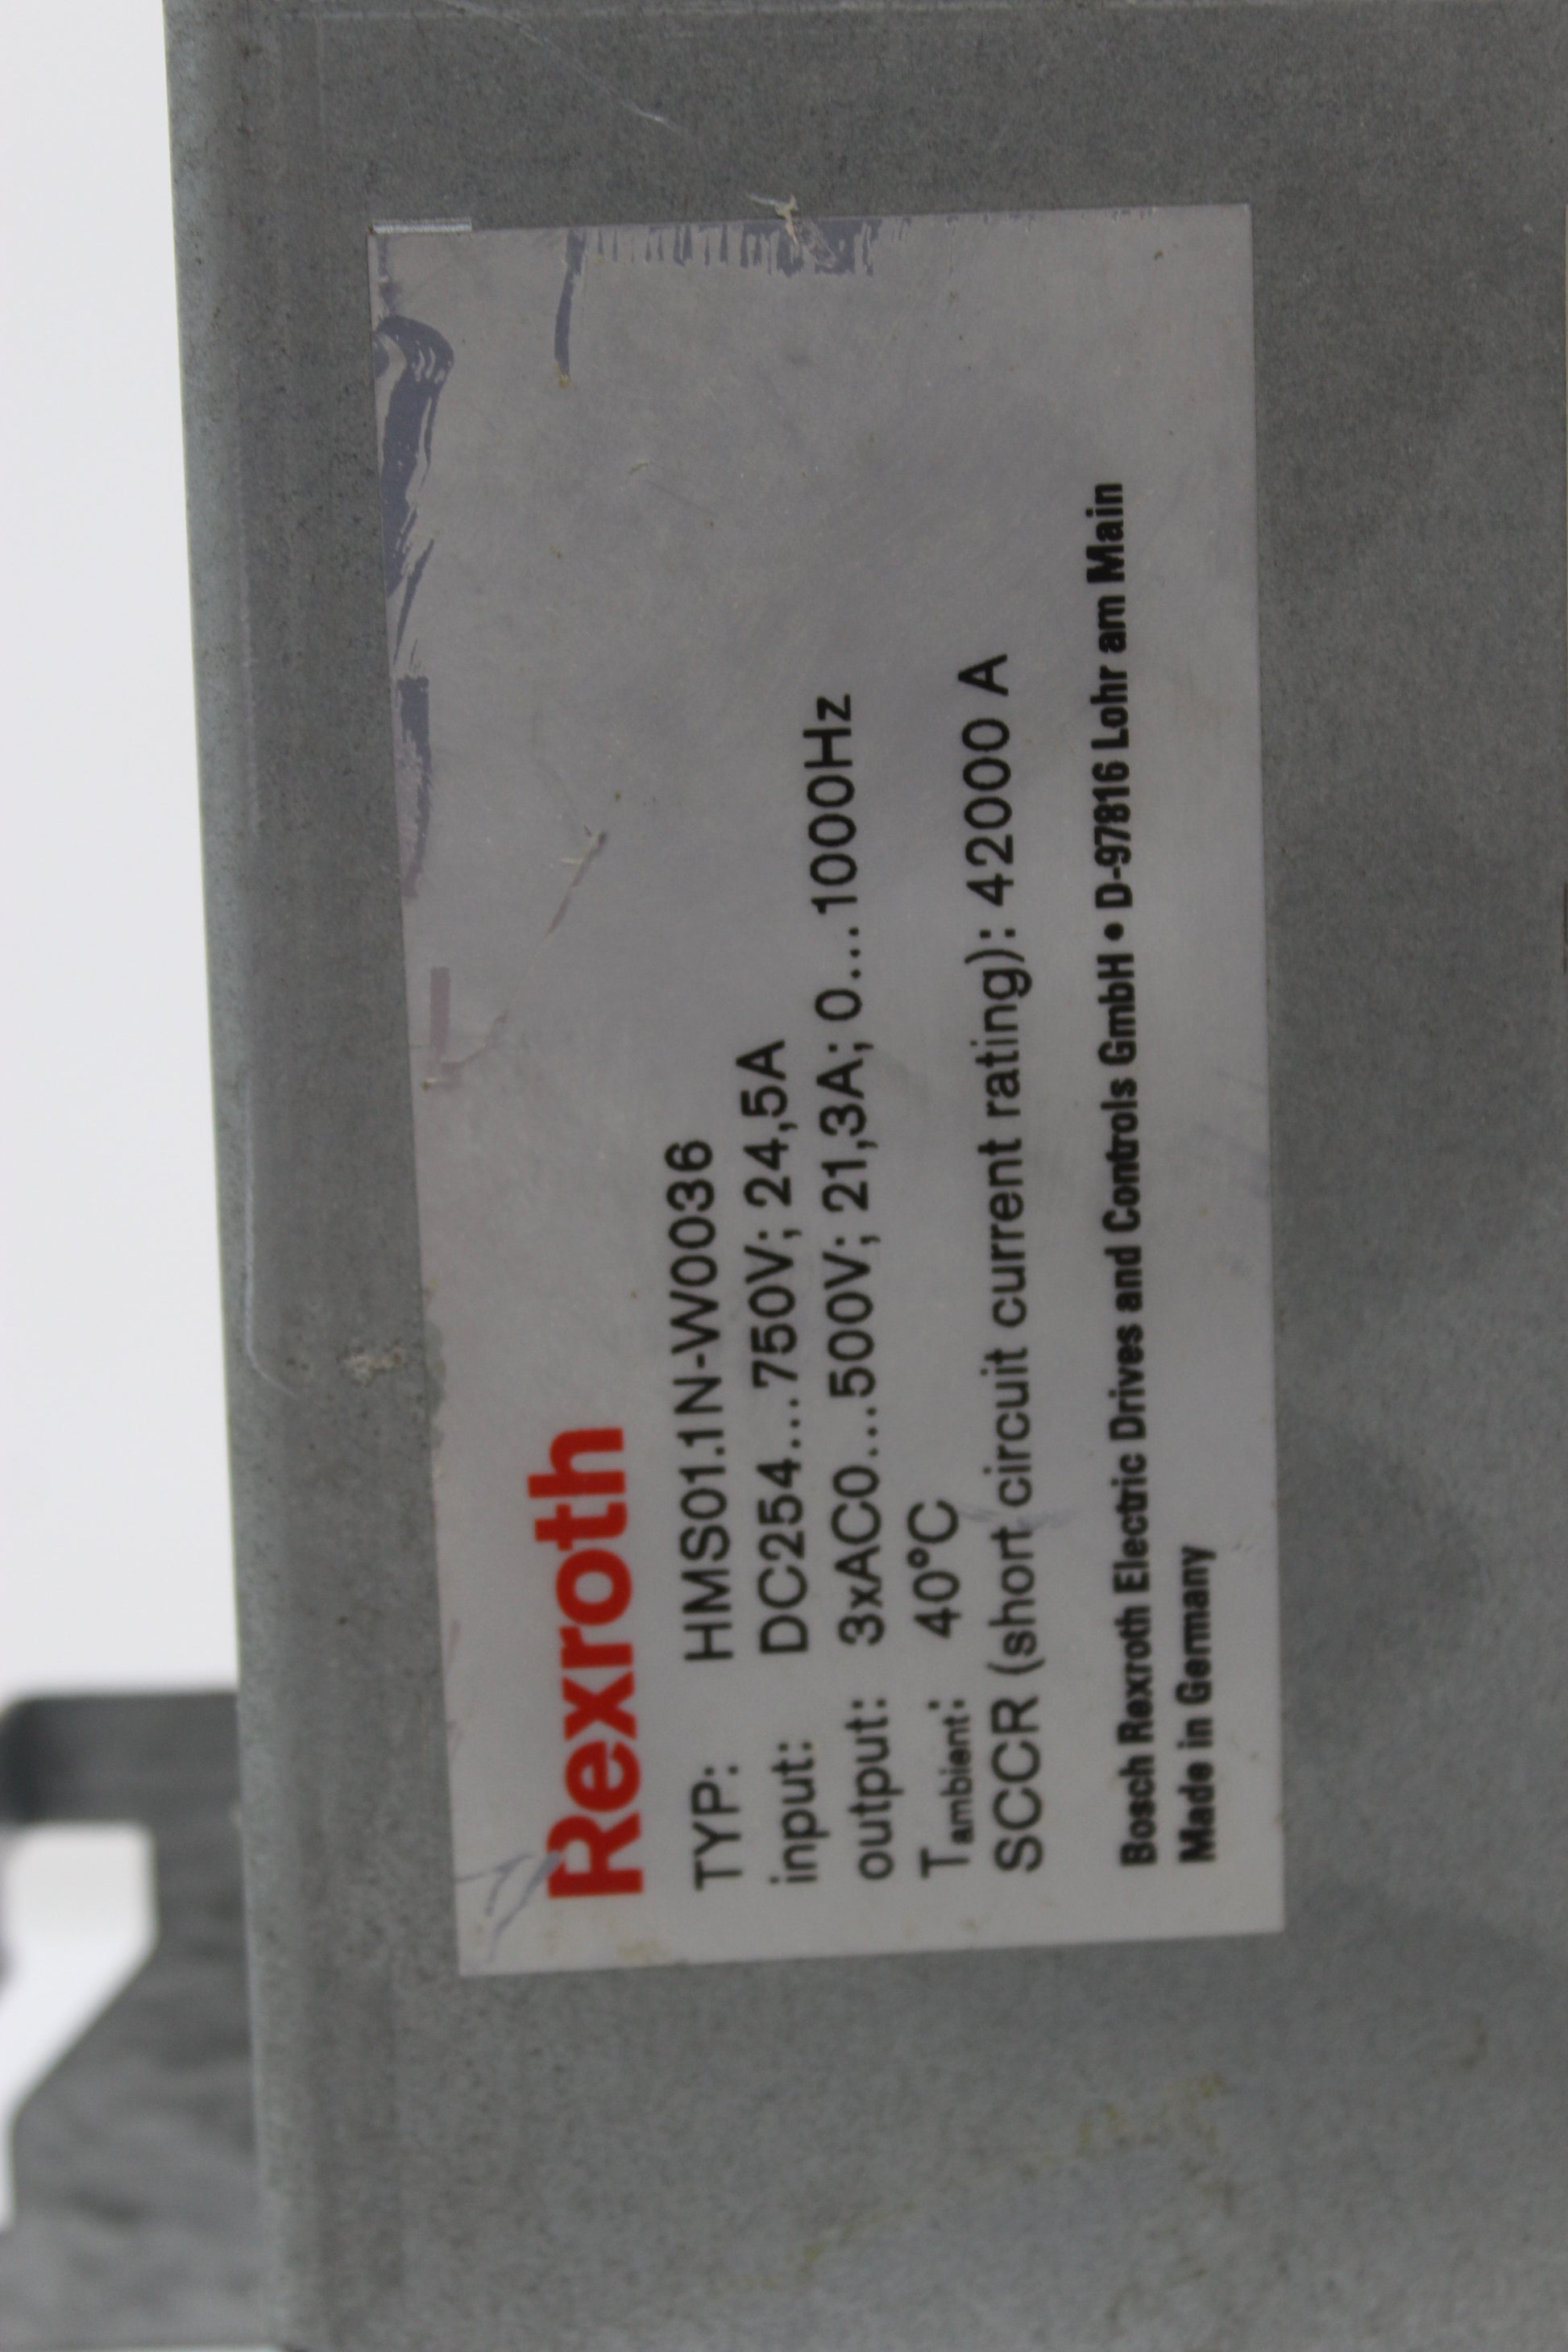 Rexroth
TYP: HMS01.1N-W0036
input: DC254...750V; 24,5A
output: 3xAC0...500V; 21,3A; 0...1000Hz
Tambient: 40°C
SCCR (short circuit current rating): 42000 A
Bosch Rexroth Electric Drives and Controls GmbH • D-97816 Lohr am Main
Made in Germany